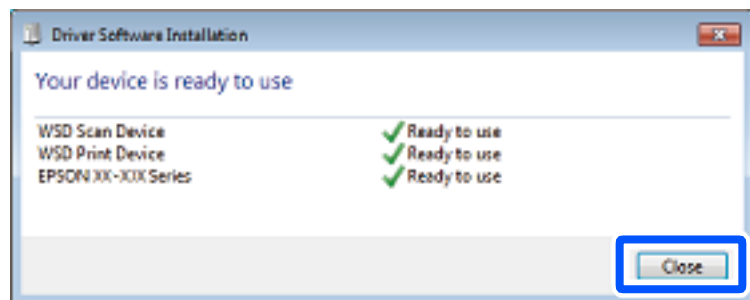 Driver Software Installation
Your device is ready to use
WSD Scan Device Ready to use
WSD Print Device Ready to use
EPSON XX-XXX Series Ready to use
Close